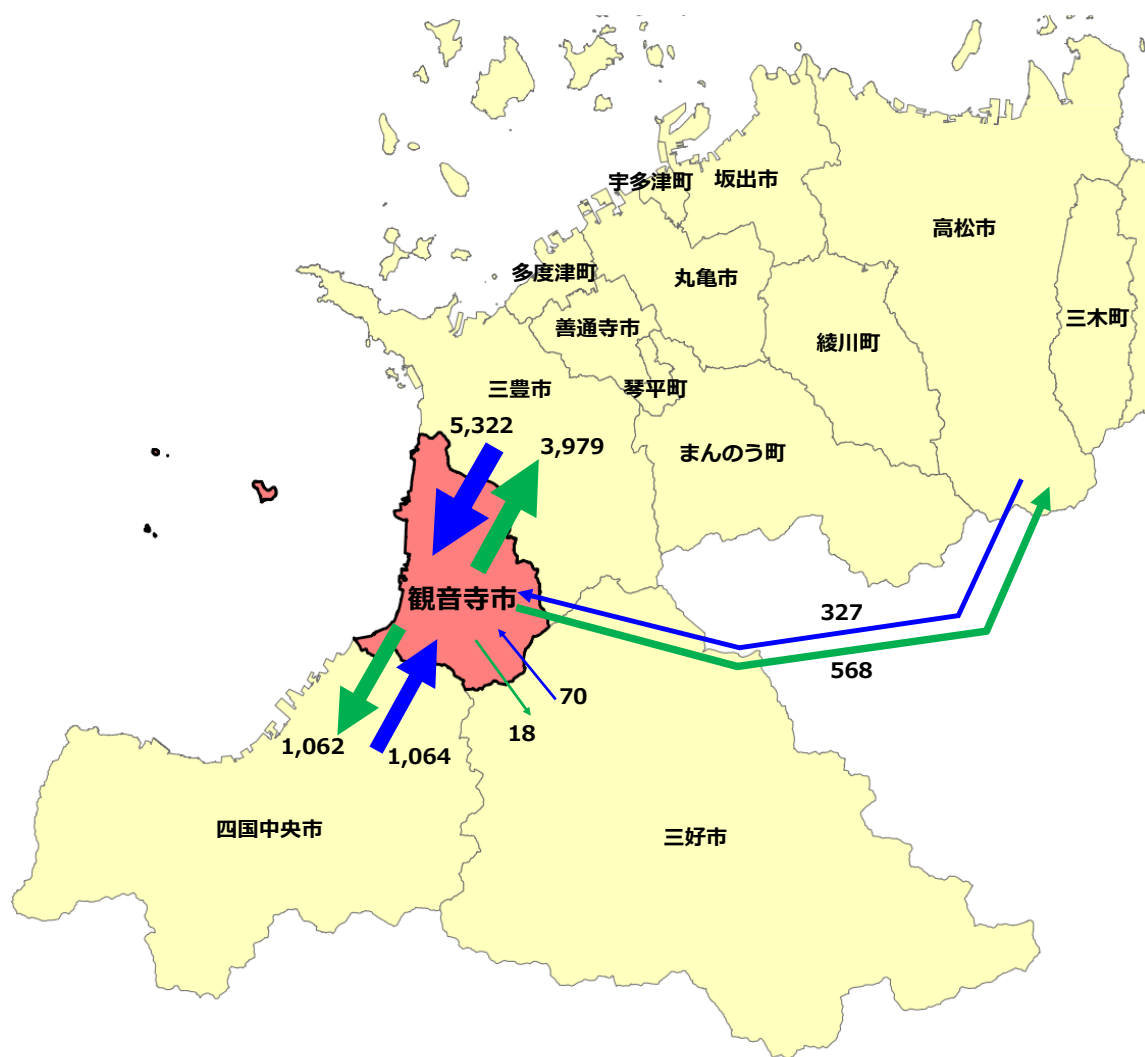 宇多津町
坂出市
高松市
多度津町
丸亀市
三木町
善通寺市
綾川町
三豊市
琴平町
5,322
3,979
まんのう町
観音寺市
327
568
70
18
1,062
1,064
四国中央市
三好市